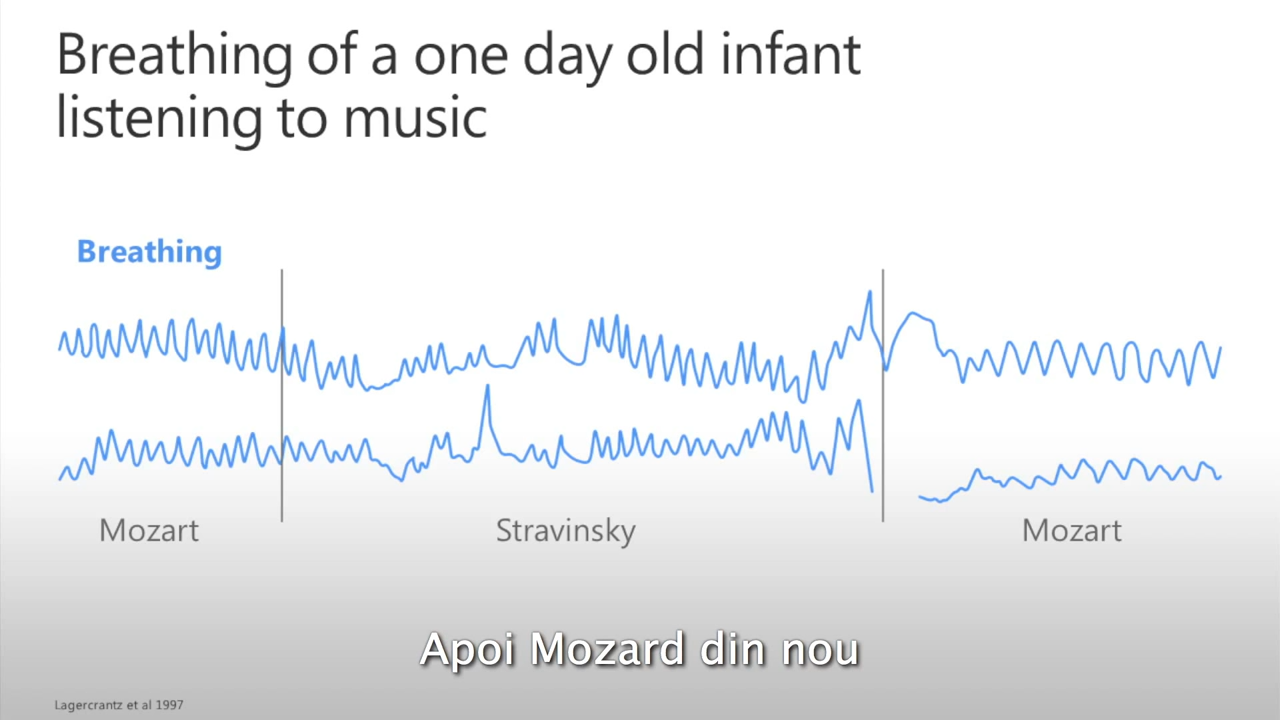 Breathing of a one day old infant
listening to music
Breathing
Mozart
Stravinsky
Mozart
Apoi Mozard din nou
Lagercrantz et al 1997